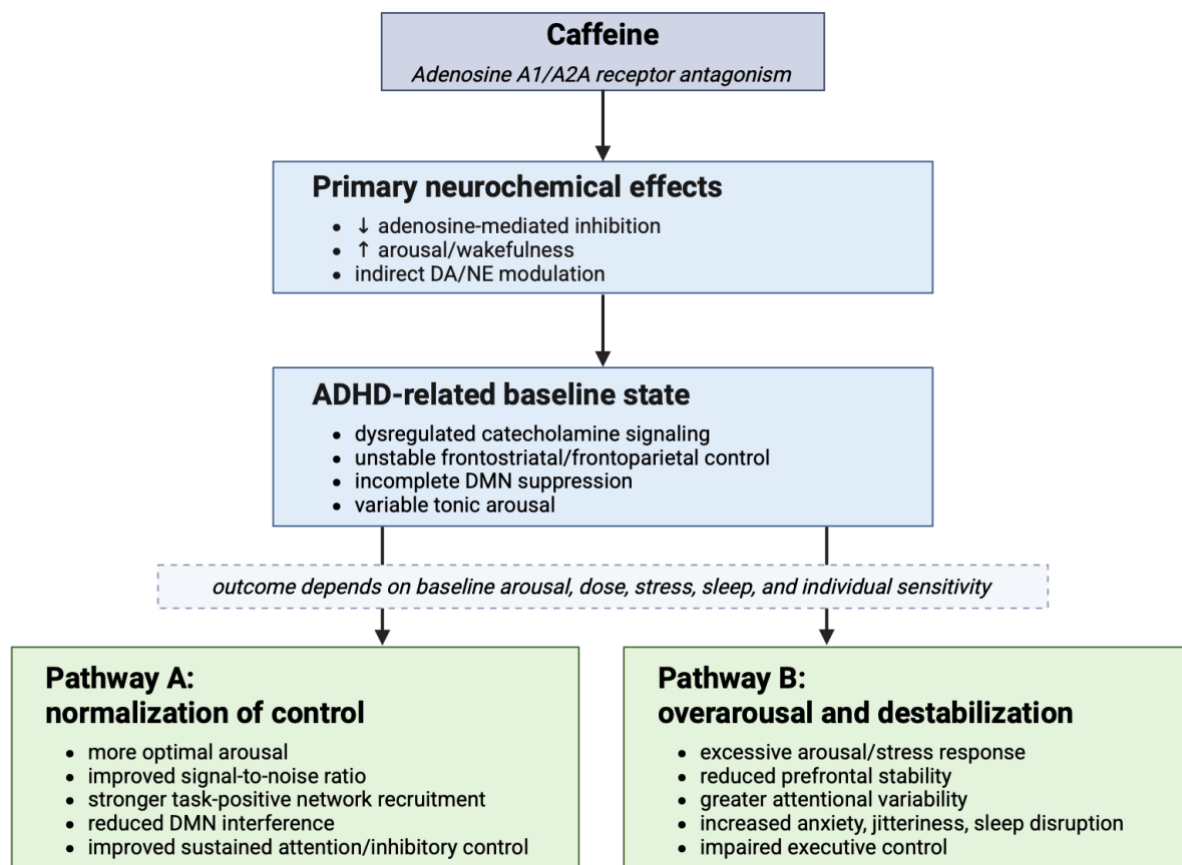 Caffeine
Adenosine A1/A2A receptor antagonism
Primary neurochemical effects
• ↓ adenosine-mediated inhibition
• ↑ arousal/wakefulness
• indirect DA/NE modulation
ADHD-related baseline state
• dysregulated catecholamine signaling
• unstable frontostriatal/frontoparietal control
• incomplete DMN suppression
• variable tonic arousal
outcome depends on baseline arousal, dose, stress, sleep, and individual sensitivity
Pathway A:
normalization of control
• more optimal arousal
• improved signal-to-noise ratio
• stronger task-positive network recruitment
• reduced DMN interference
• improved sustained attention/inhibitory control
Pathway B:
overarousal and destabilization
• excessive arousal/stress response
• reduced prefrontal stability
• greater attentional variability
• increased anxiety, jitteriness, sleep disruption
• impaired executive control